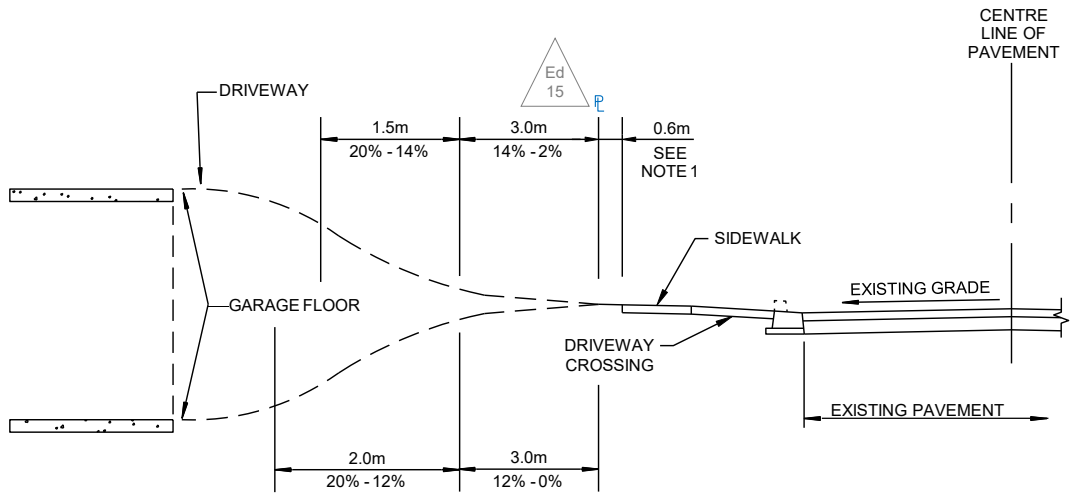 CENTRE
LINE OF
PAVEMENT
Ed
15
DRIVEWAY
1.5m
3.0m
0.6m
20% - 14%
14% - 2%
SEE
NOTE 1
SIDEWALK
GARAGE FLOOR
EXISTING GRADE
DRIVEWAY
CROSSING
EXISTING PAVEMENT
2.0m
3.0m
20% - 12%
12% - 0%